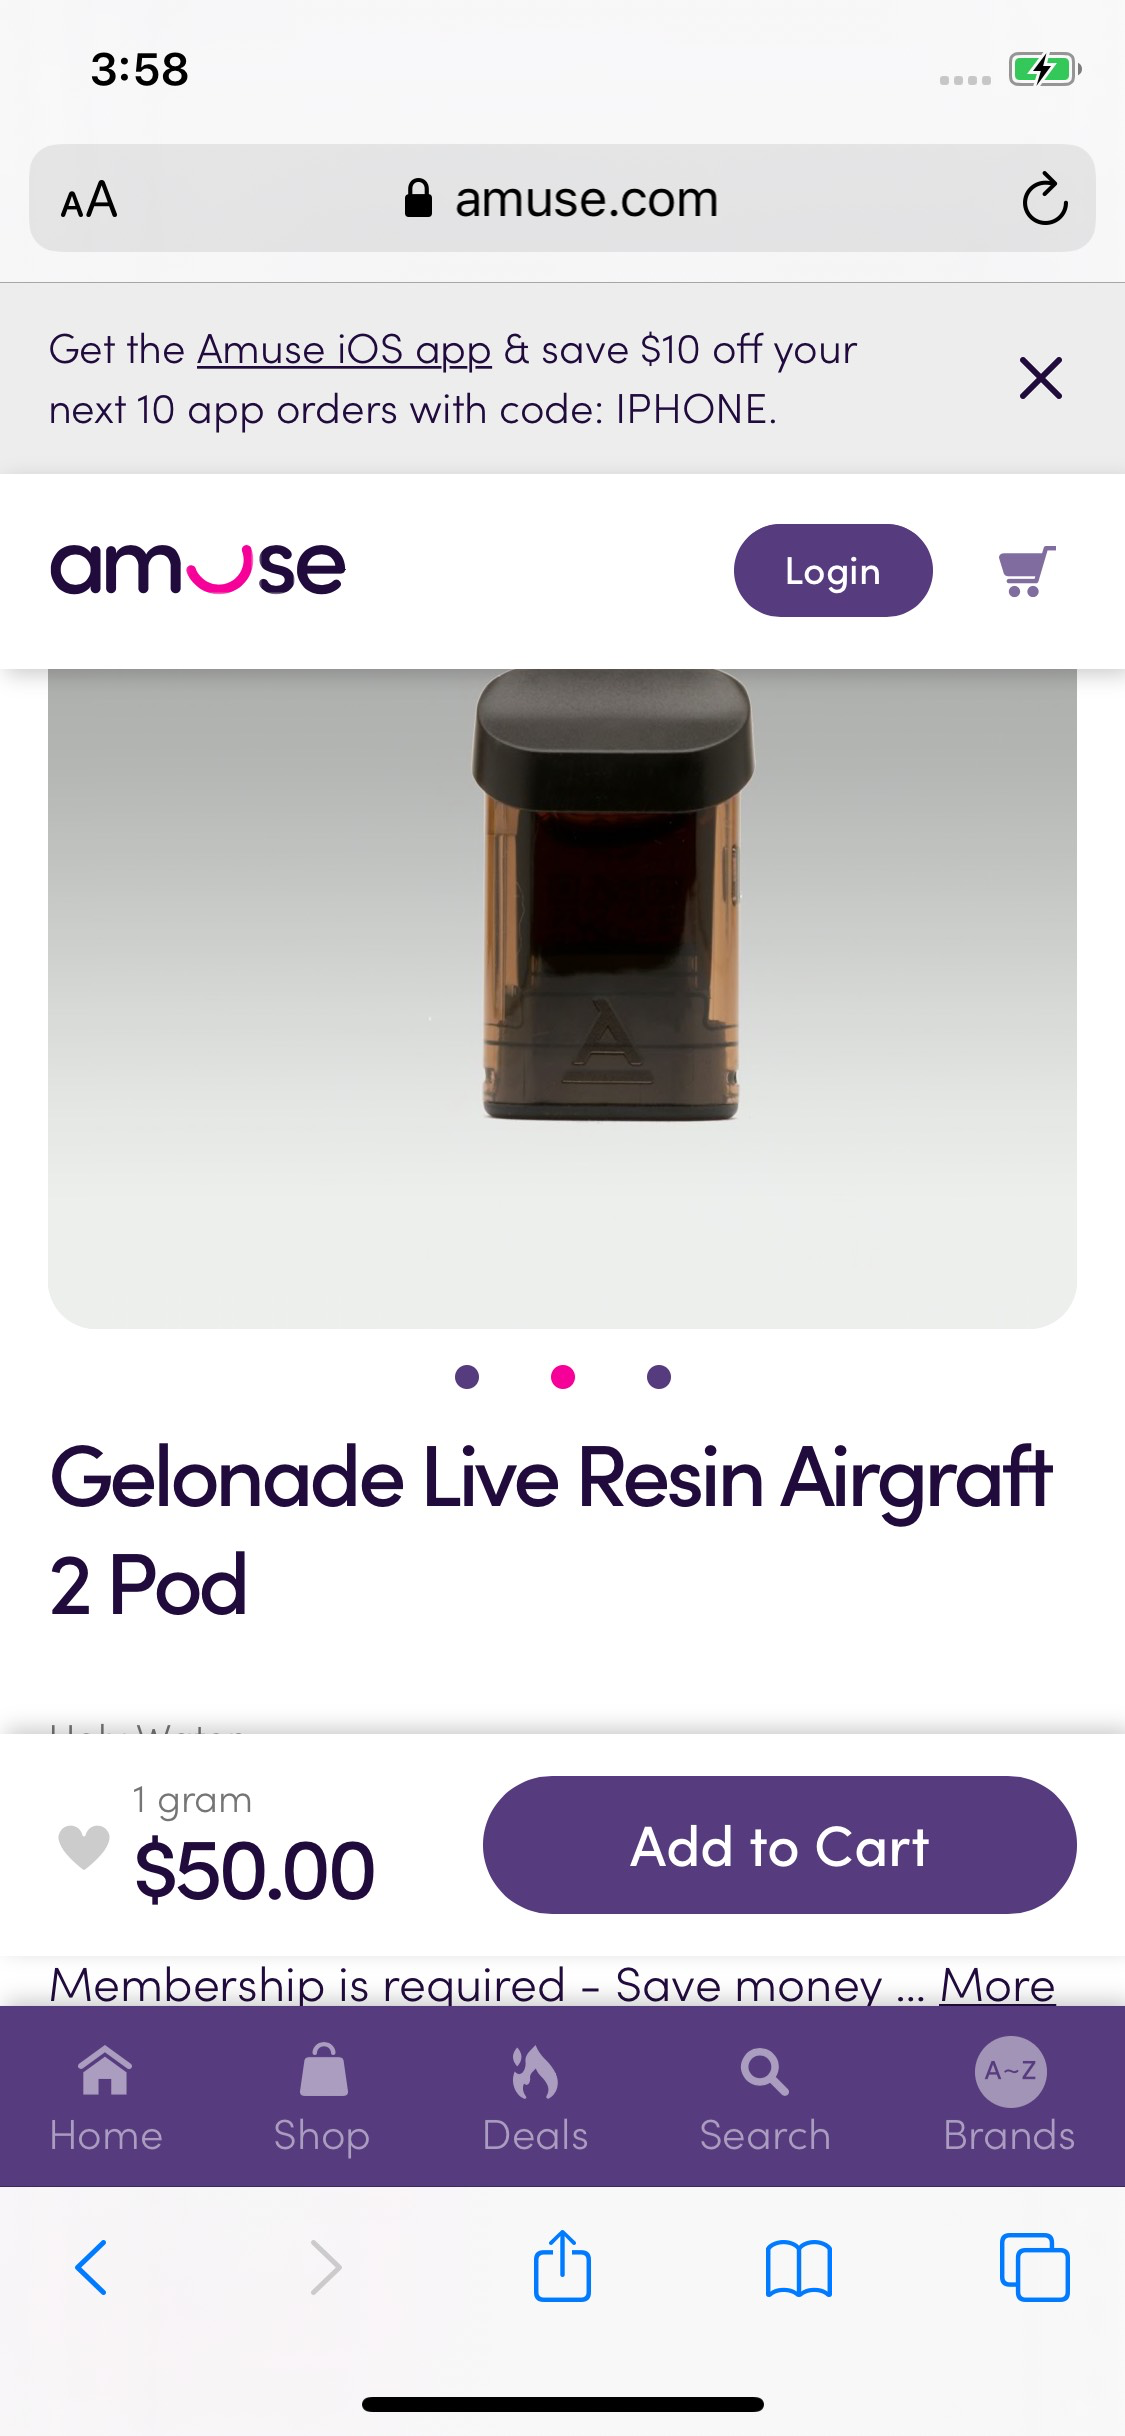 3:58
AA
amuse.com
Get the Amuse iOS app & save $10 off your
next 10 app orders with code: IPHONE.
amuse
Login
A
Gelonade Live Resin Airgraft
2 Pod
Holy Water
1 gram
$50.00
Add to Cart
Membership is required - Save money ... More
A~Z
Home Shop Deals Search Brands